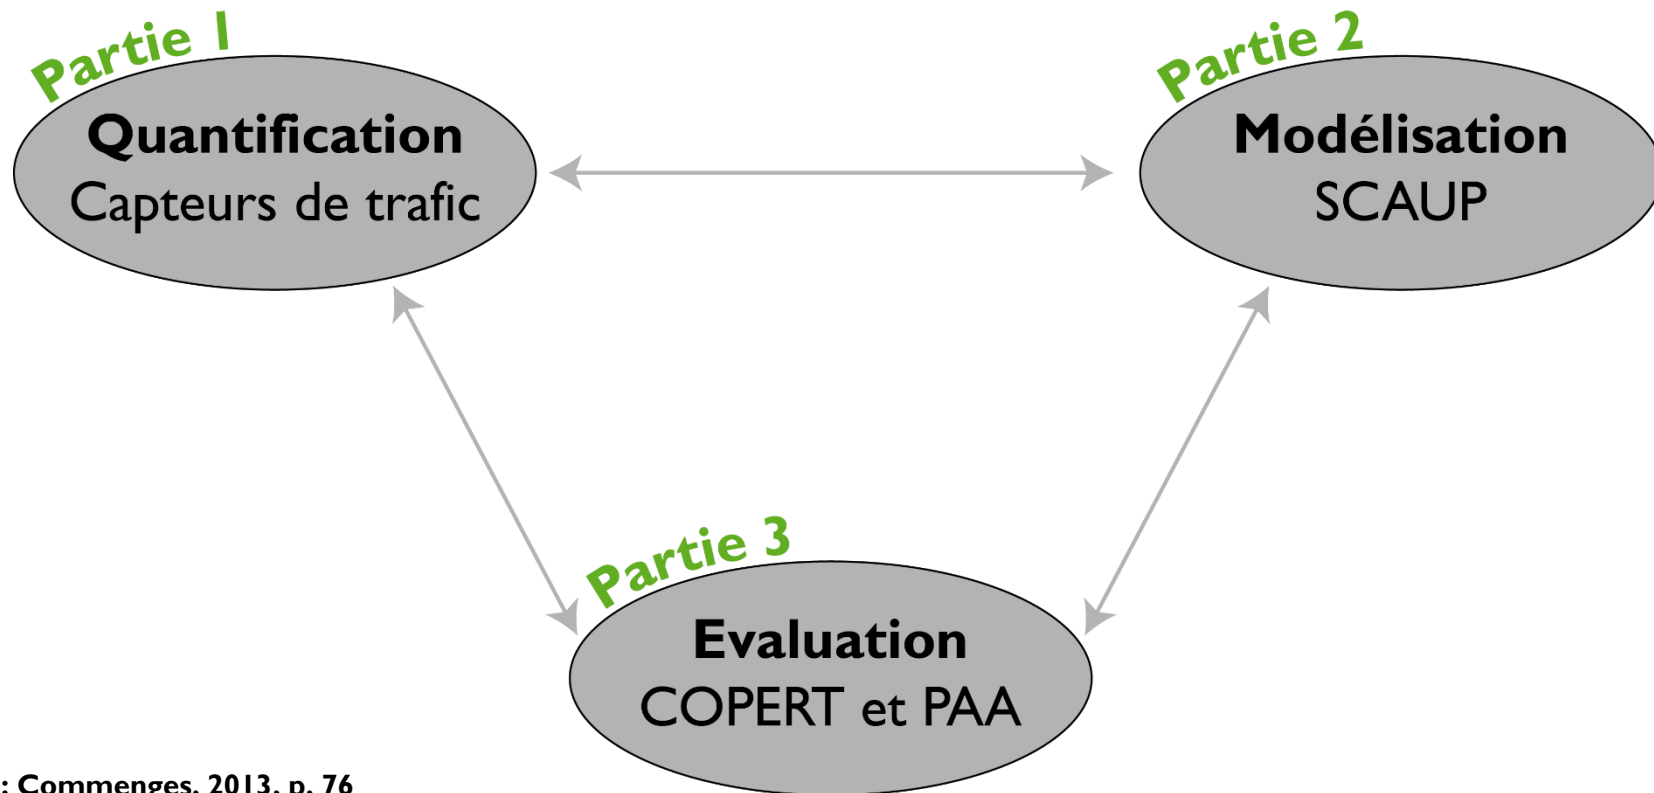 Partie 1
Quantification
Capteurs de trafic
Partie 2
Modélisation
SCAUP
Partie 3
Evaluation
COPERT et PAA
: Commenges, 2013, p. 76